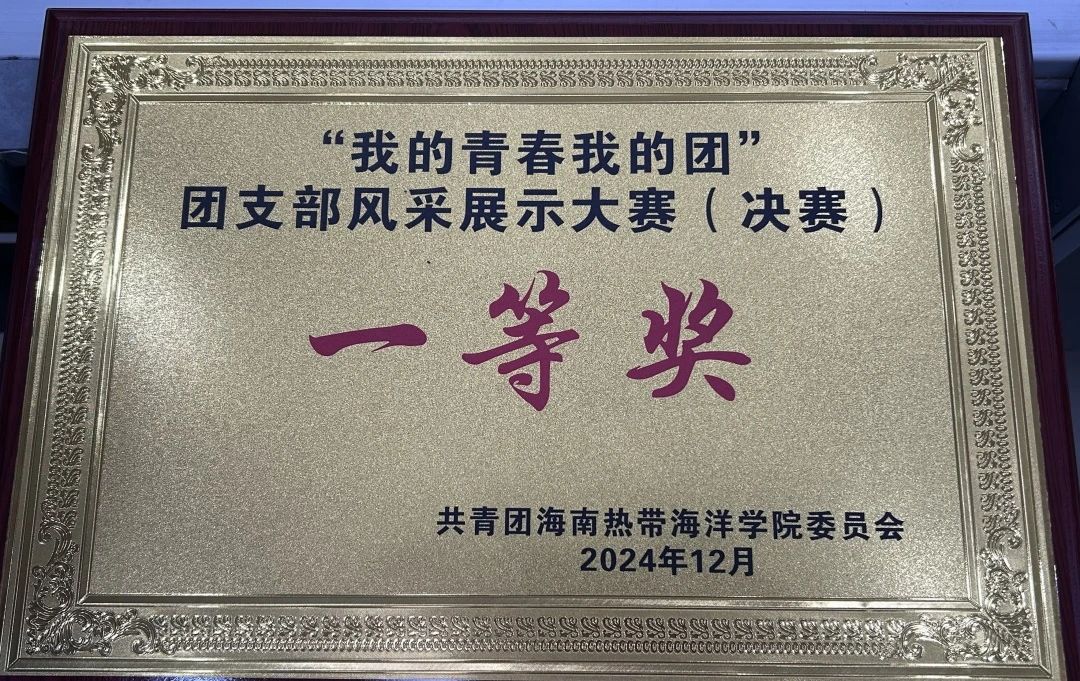 “我的青春我的团”
团支部风采展示大赛（决赛）
一等奖
共青团海南热带海洋学院委员会
2024年12月